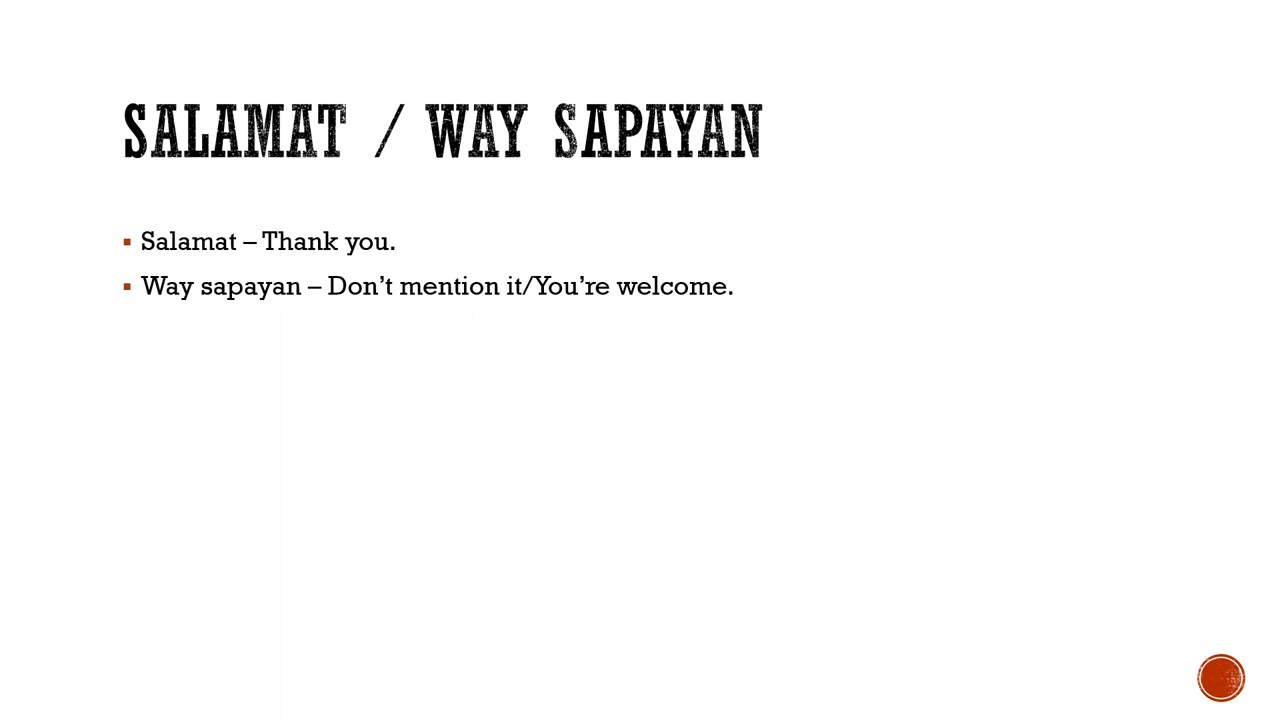 SALAMAT / WAY SAPAYAN
▪ Salamat – Thank you.
▪ Way sapayan – Don’t mention it/You’re welcome.